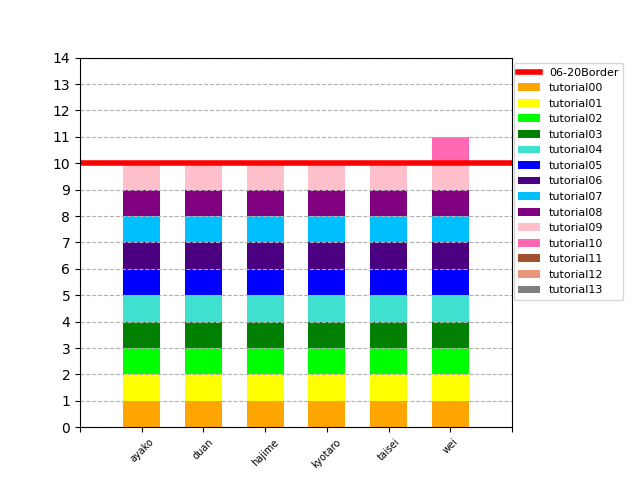 14
13
12
11
10
9
8
7
6
5
4
3
2
1
0
ayako
duan
hajime
kyotaro
taisei
wei
06-20Border
tutorial00
tutorial01
tutorial02
tutorial03
tutorial04
tutorial05
tutorial06
tutorial07
tutorial08
tutorial09
tutorial10
tutorial11
tutorial12
tutorial13